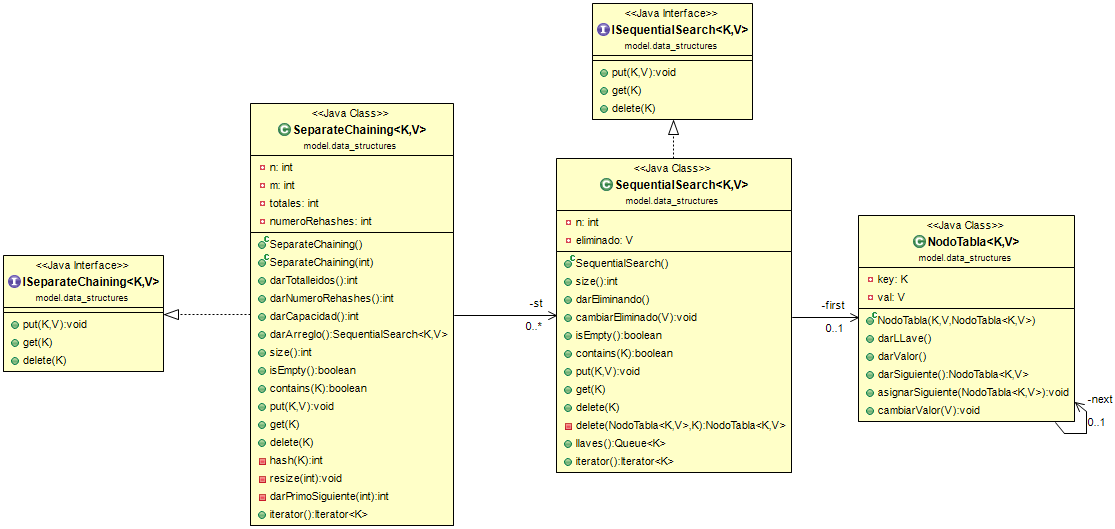 <<Java Interface>>
ISequentialSearch<K,V>
model.data_structures
put(K,V):void
get(K)
delete(K)
<<Java Class>>
SeparateChaining<K,V>
model.data_structures
n: int
m: int
totales: int
numeroRehashes: int
SeparateChaining()
SeparateChaining(int)
darTotalleidos():int
darNumeroRehashes():int
darCapacidad():int
darArreglo():SequentialSearch<K,V>
size():int
isEmpty():boolean
contains(K):boolean
put(K,V):void
get(K)
delete(K)
hash(K):int
resize(int):void
darPrimoSiguiente(int):int
iterator():Iterator<K>
<<Java Interface>>
ISeparateChaining<K,V>
model.data_structures
put(K,V):void
get(K)
delete(K)
-st
0..*
<<Java Class>>
SequentialSearch<K,V>
model.data_structures
n: int
eliminado: V
SequentialSearch()
size():int
darEliminando()
cambiarEliminado(V):void
isEmpty():boolean
contains(K):boolean
put(K,V):void
get(K)
delete(K)
delete(NodoTabla<K,V>,K):NodoTabla<K,V>
llaves():Queue<K>
iterator():Iterator<K>
-first
0..1
<<Java Class>>
NodoTabla<K,V>
model.data_structures
key: K
val: V
NodoTabla(K,V,NodoTabla<K,V>)
darLLave()
darValor()
darSiguiente():NodoTabla<K,V>
asignarSiguiente(NodoTabla<K,V>):void
cambiarValor(V):void
-next
0..1